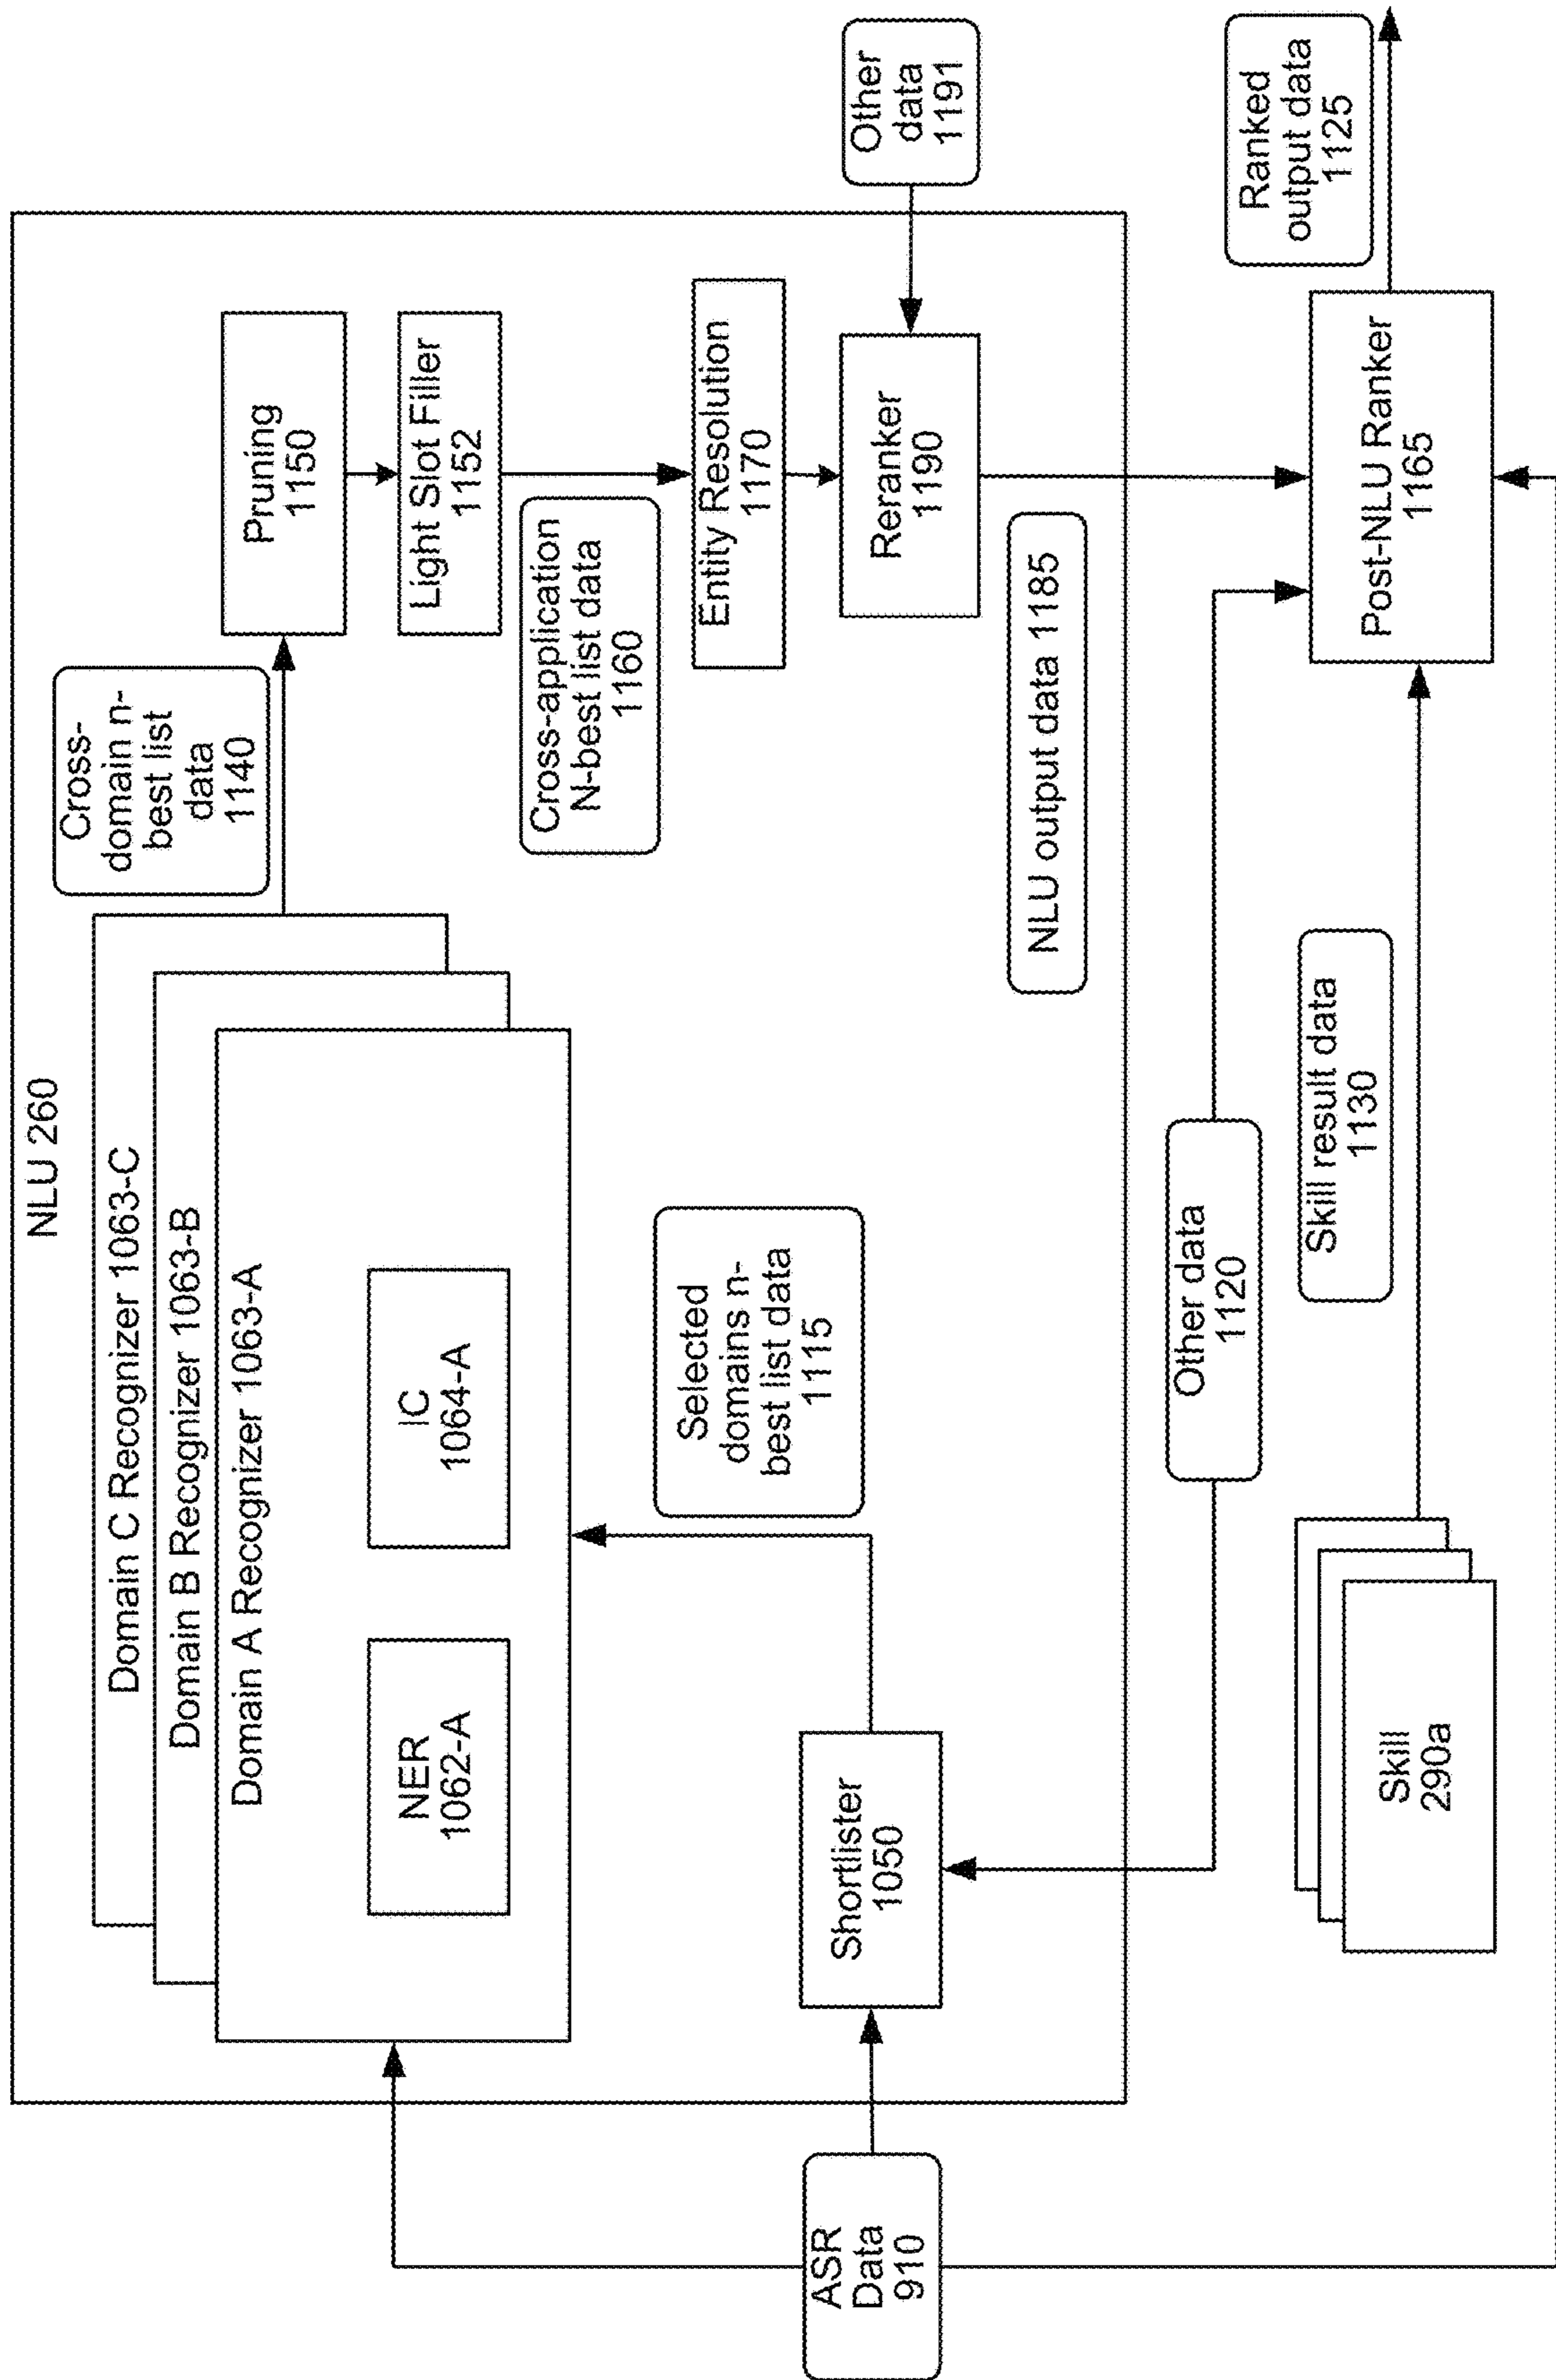 NLU 260
Domain C Recognizer 1063-C
Domain B Recognizer 1063-B
Domain A Recognizer 1063-A
NER
1062-A
IC
1064-A
Cross-
domain n-
best list
data
1140
Pruning
1150
Light Slot Filler
1152
Cross-application
N-best list data
1160
Entity Resolution
1170
Reranker
1190
Other
data
1191
Selected
domains n-
best list data
1115
Shortlister
1050
ASR
Data
910
NLU output data 1185
Other data
1120
Skill result data
1130
Skill
290a
Post-NLU Ranker
1165
Ranked
output data
1125